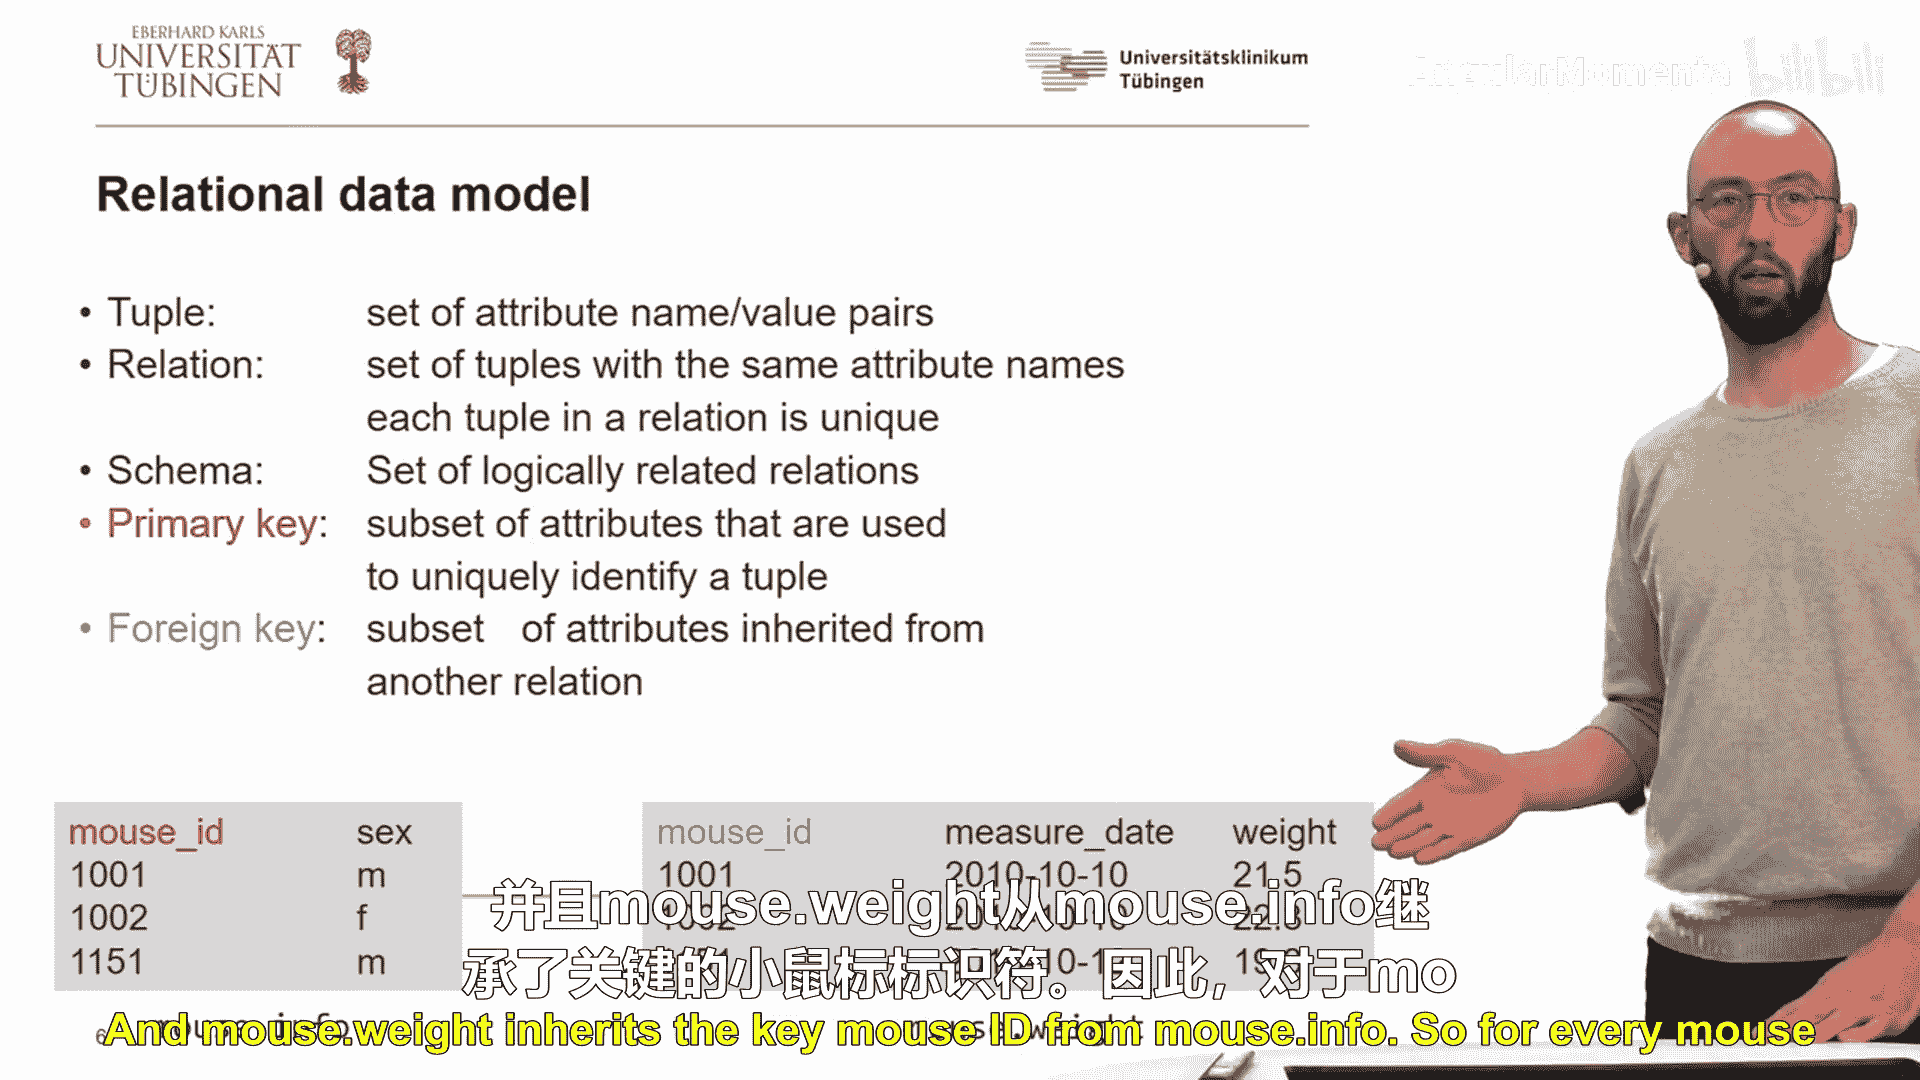 EBERHARD KARLS
UNIVERSITÄT
TÜBINGEN
Universitätsklinikum
Tübingen
AngularMomenta bilibili
Relational data model
• Tuple: set of attribute name/value pairs
• Relation: set of tuples with the same attribute names
each tuple in a relation is unique
• Schema: Set of logically related relations
• Primary key: subset of attributes that are used
to uniquely identify a tuple
• Foreign key: subset of attributes inherited from
another relation
mouse_id sex
1001 m
1002 f
1151 m
mouse_id measure_date weight
1001 2010-10-10 21.5
1002
并且mouse.weight从mouse.info继
承了关键的小鼠标标识符。因此，对于mo
And mouse.weight inherits the key mouse ID from mouse.info. So for every mouse